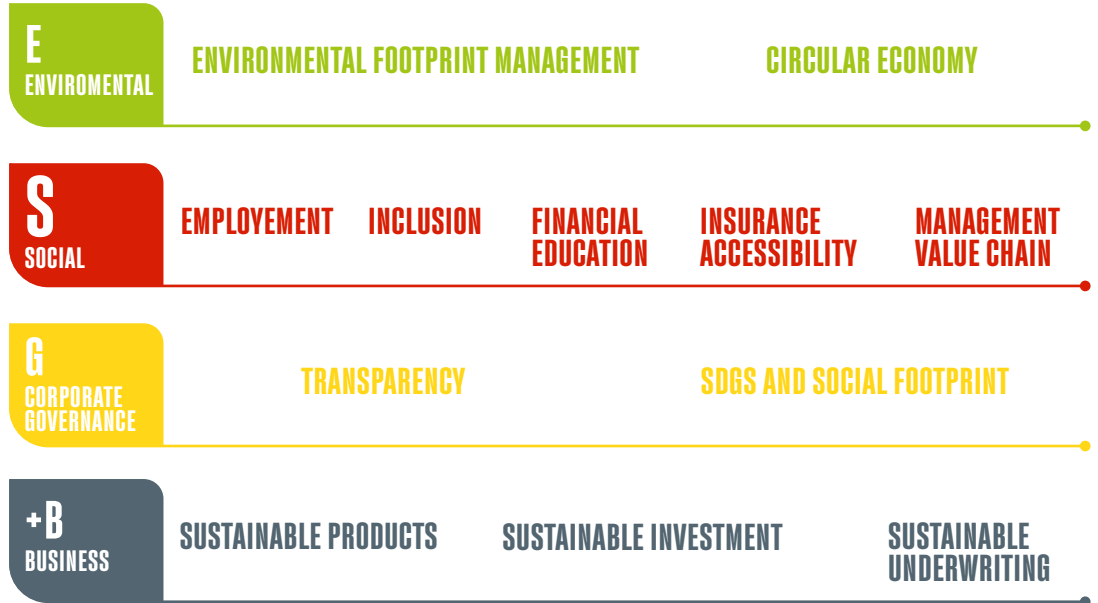 E
ENVIROMENTAL
ENVIRONMENTAL FOOTPRINT MANAGEMENT
CIRCULAR ECONOMY
S
SOCIAL
EMPLOYEMENT
INCLUSION
FINANCIAL
EDUCATION
INSURANCE
ACCESSIBILITY
MANAGEMENT
VALUE CHAIN
G
CORPORATE
GOVERNANCE
TRANSPARENCY
SDGS AND SOCIAL FOOTPRINT
+B
BUSINESS
SUSTAINABLE PRODUCTS
SUSTAINABLE INVESTMENT
SUSTAINABLE
UNDERWRITING